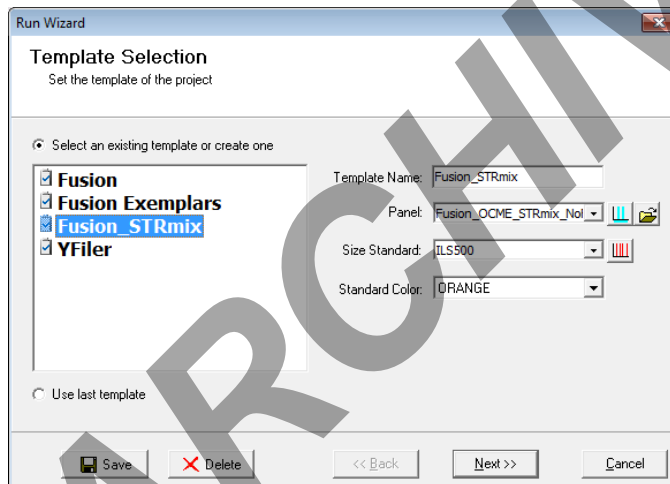 Run Wizard
Template Selection
Set the template of the project
Select an existing template or create one
Fusion
Fusion Exemplars
Fusion_STRmix
YFiler
Template Name: Fusion_STRmix
Panel: Fusion_OCME_STRmix_Nol
Size Standard: ILS500
Standard Color: ORANGE
Use last template
Save Delete << Back Next >> Cancel
ARCHIV